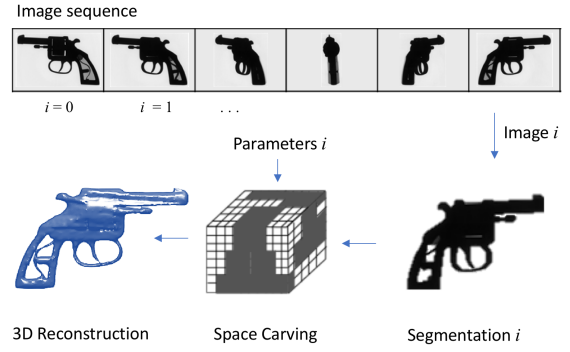 Image sequence
i = 0
i = 1
. . .
Image i
Parameters i
3D Reconstruction
Space Carving
Segmentation i